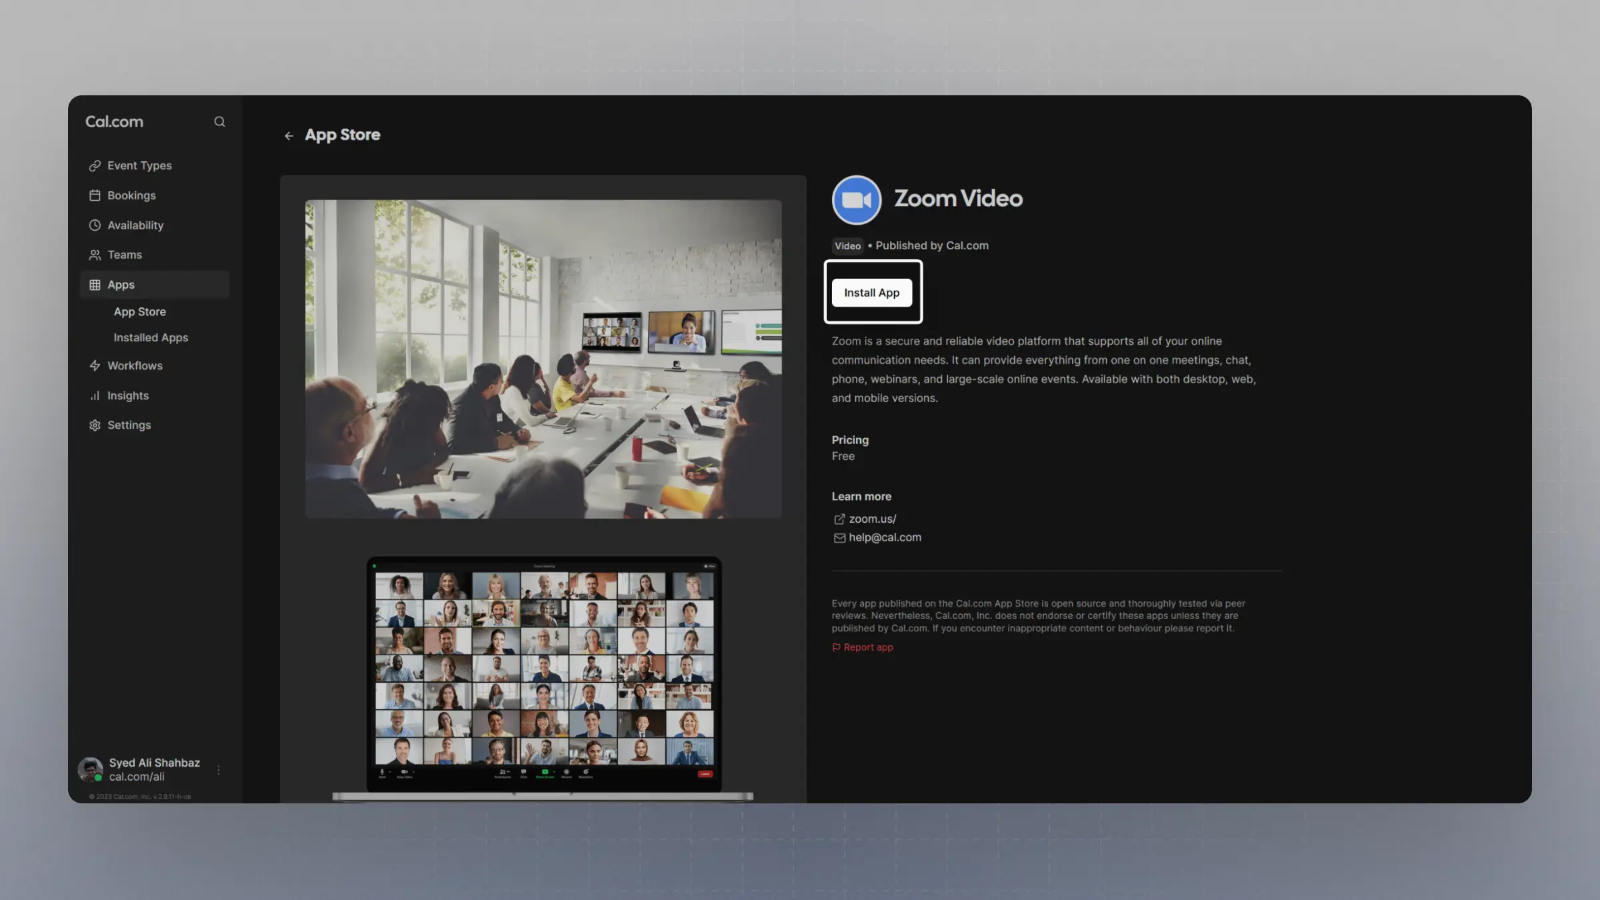 Cal.com
Event Types
Bookings
Availability
Teams
Apps
App Store
Installed Apps
Workflows
Insights
Settings
Syed Ali Shahbaz
cal.com/ali
App Store
Zoom Video
Video • Published by Cal.com
Install App
Zoom is a secure and reliable video platform that supports all of your online
communication needs. It can provide everything from one on one meetings, chat,
phone, webinars, and large-scale online events. Available with both desktop, web,
and mobile versions.
Pricing
Free
Learn more
zoom.us/
help@cal.com
Every app published on the Cal.com App Store is open source and thoroughly tested via peer
reviews. Nevertheless, Cal.com, Inc. does not endorse or certify these apps unless they are
published by Cal.com. If you encounter inappropriate content or behaviour please report it.
Report app